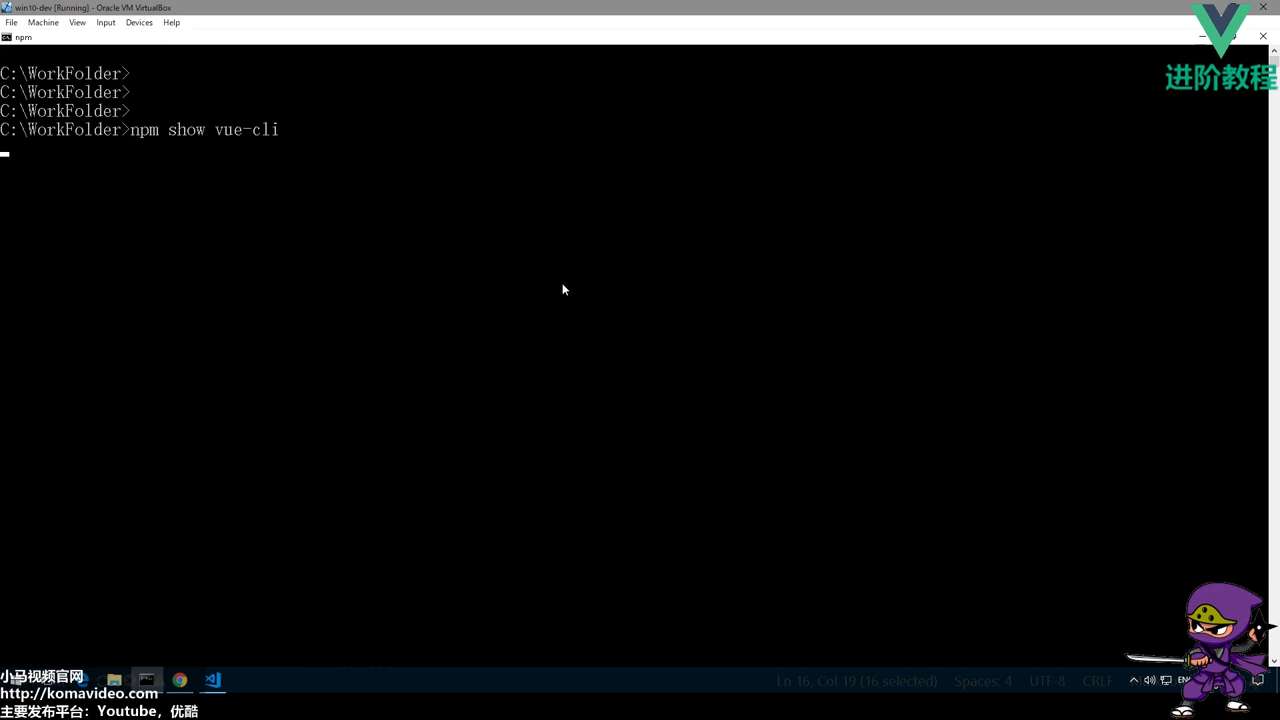 win10-dev [Running] - Oracle VM VirtualBox
File Machine View Input Devices Help
npm
进阶教程
C:\WorkFolder>
C:\WorkFolder>
C:\WorkFolder>
C:\WorkFolder>npm show vue-cli
小马视频官网
http://komavideo.com
主要发布平台：Youtube，优酷
Ln 16, Col 19 (16 selected) Spaces: 4 UTF-8 CRLF